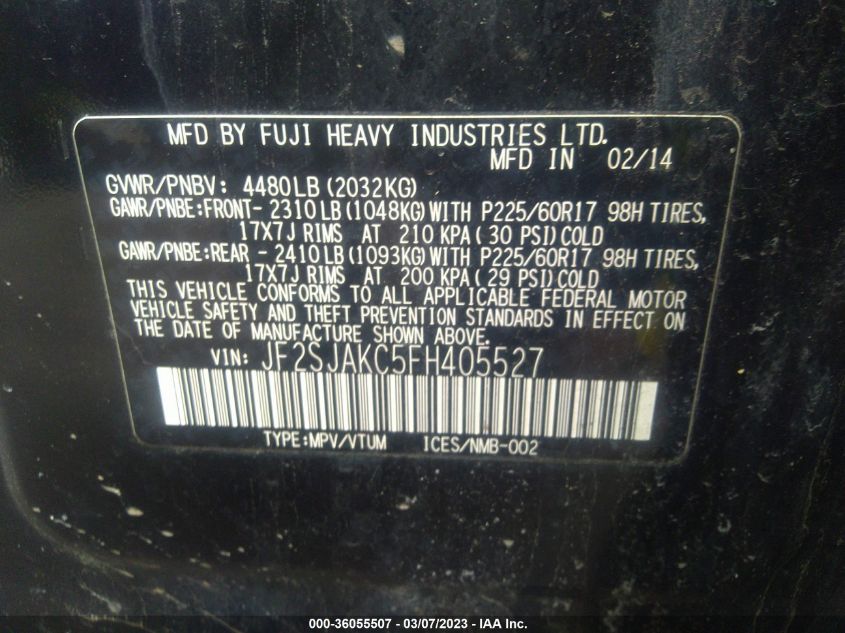 MFD BY FUJI HEAVY INDUSTRIES LTD.
MFD IN 02/14
GVWR/PNBV: 4480LB (2032KG)
GAWR/PNBE:FRONT- 2310LB (1048KG) WITH P225/60R17 98H TIRES,
17X7J RIMS AT 210 KPA ( 30 PSI) COLD
GAWR/PNBE:REAR - 2410LB (1093KG) WITH P225/60R17 98H TIRES,
17X7J RIMS AT 200 KPA ( 29 PSI) COLD
THIS VEHICLE CONFORMS TO ALL APPLICABLE FEDERAL MOTOR
VEHICLE SAFETY AND THEFT PREVENTION STANDARDS IN EFFECT ON
THE DATE OF MANUFACTURE SHOWN ABOVE.
VIN: JF2SJAKC5FH405527
TYPE:MPV/VTUM ICES/NMB-002
000-36055507 - 03/07/2023 - IAA Inc.